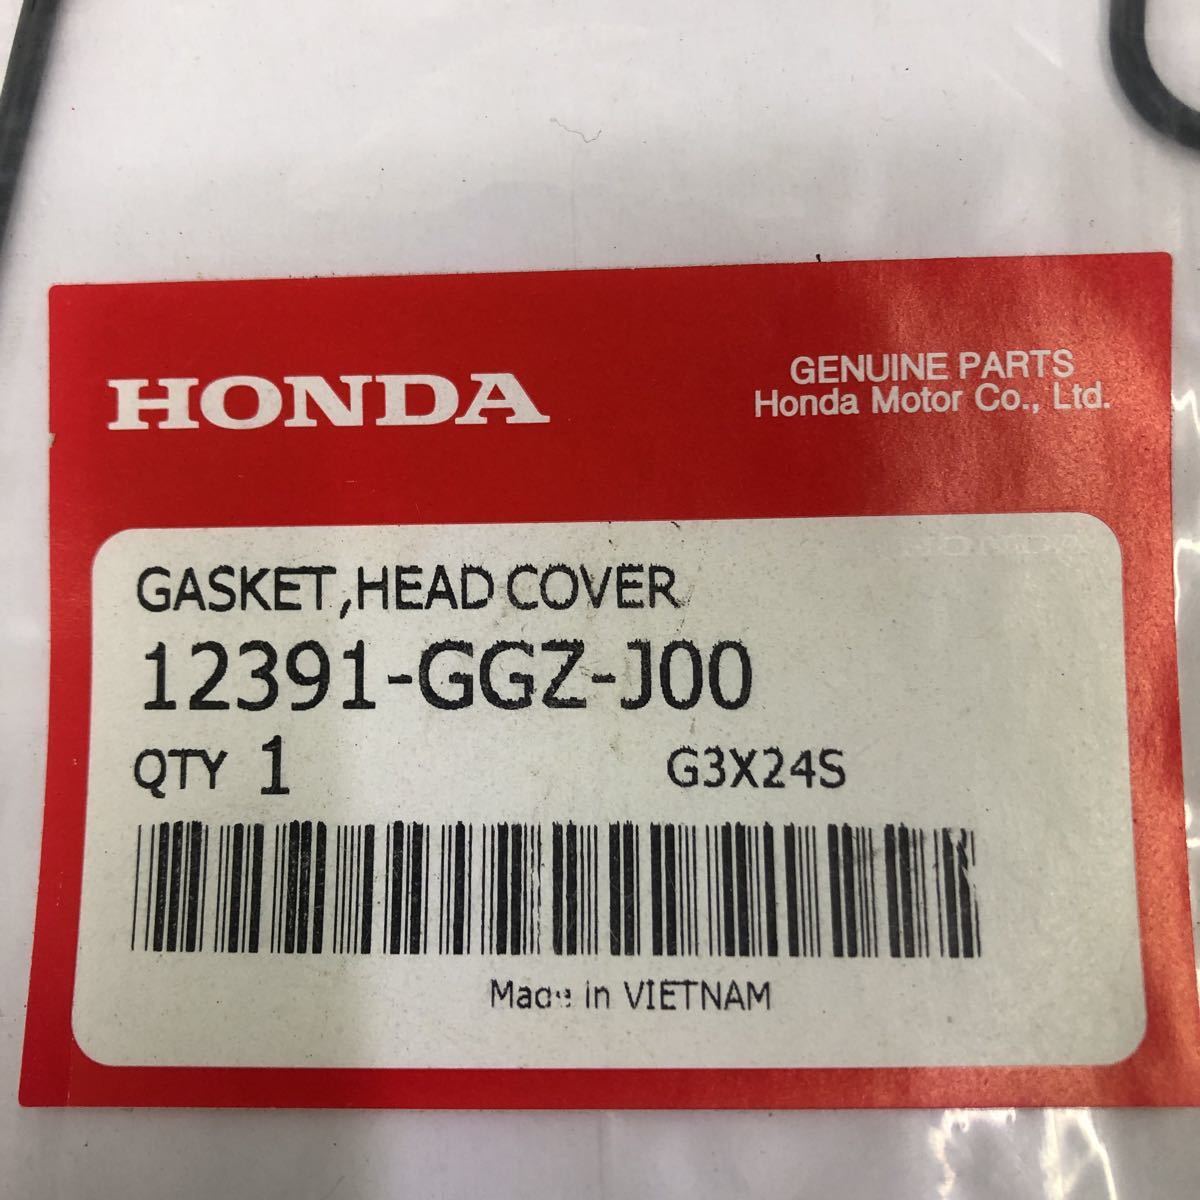 HONDA
GENUINE PARTS
Honda Motor Co., Ltd.
GASKET,HEAD COVER
12391-GGZ-J00
QTY 1 G3X24S
Made in VIETNAM